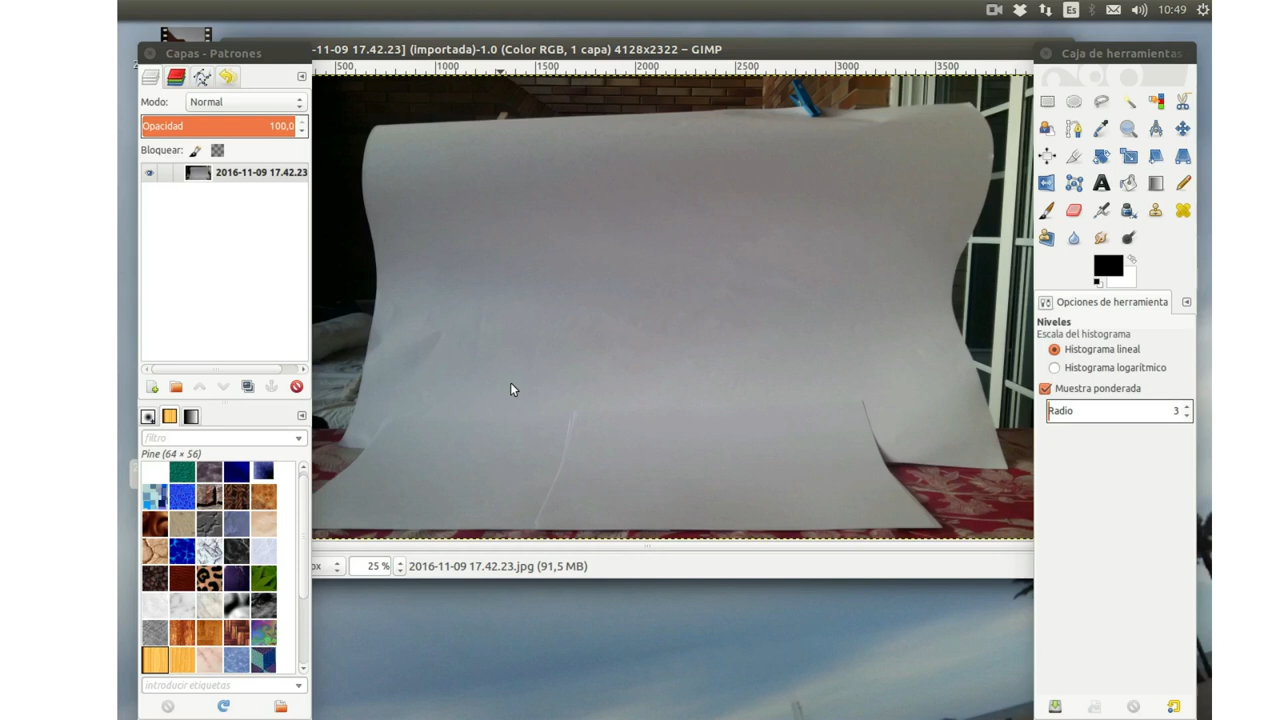 Es
10:49
Capas - Patrones
-11-09 17.42.23] (importada)-1.0 (Color RGB, 1 capa) 4128x2322 – GIMP
Caja de herramientas
500
1000
1500
2000
2500
3000
3500
Modo:
Normal
Opacidad
100,0
Bloquear:
2016-11-09 17.42.23
filtro
Pine (64 × 56)
introducir etiquetas
px
25 %
2016-11-09 17.42.23.jpg (91,5 MB)
Opciones de herramienta
Niveles
Escala del histograma
Histograma lineal
Histograma logarítmico
Muestra ponderada
Radio
3